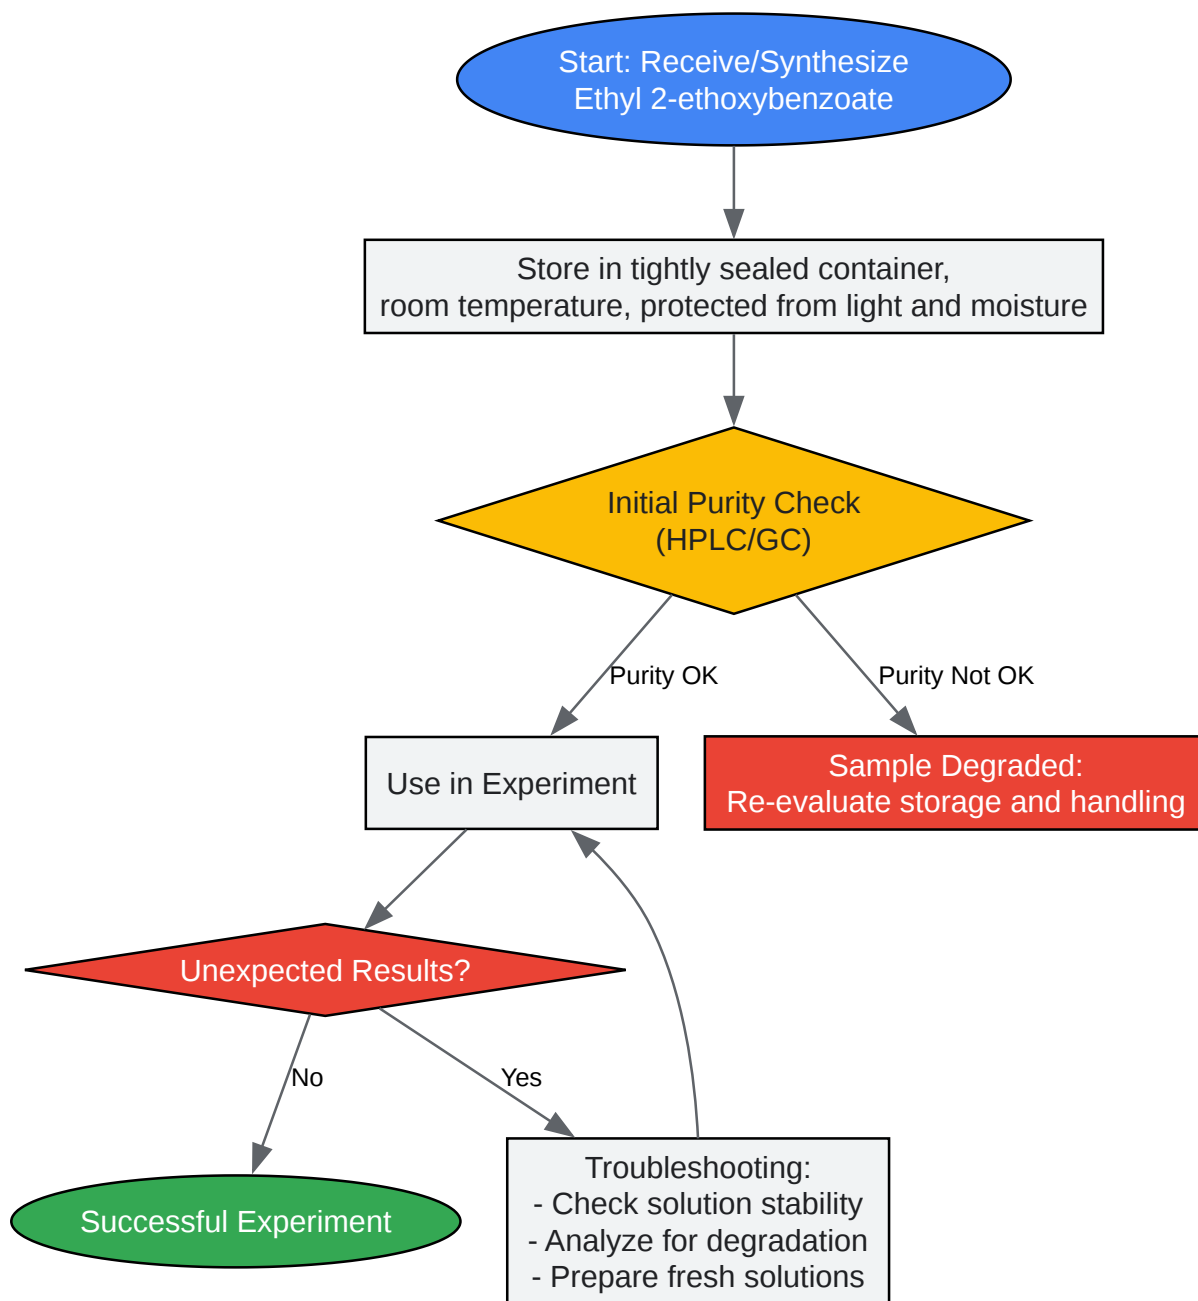 Start: Receive/Synthesize
Ethyl 2-ethoxybenzoate
Store in tightly sealed container,
room temperature, protected from light and moisture
Initial Purity Check
(HPLC/GC)
Purity OK
Purity Not OK
Use in Experiment
Sample Degraded:
Re-evaluate storage and handling
Unexpected Results?
No
Yes
Successful Experiment
Troubleshooting:
- Check solution stability
- Analyze for degradation
- Prepare fresh solutions